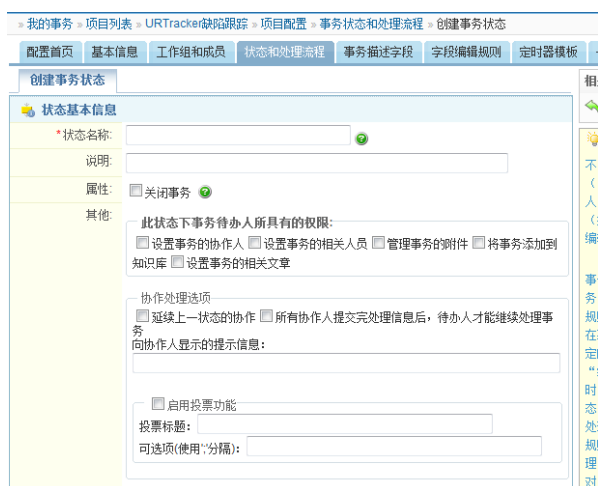 » 我的事务 » 项目列表 » URTracker缺陷跟踪 » 项目配置 » 事务状态和处理流程 » 创建事务状态
配置首页 基本信息 工作组和成员 状态和处理流程 事务描述字段 字段编辑规则 定时器模板
创建事务状态
状态基本信息
*状态名称:
说明:
属性: 关闭事务
其他:
此状态下事务待办人所具有的权限:
设置事务的协作人 设置事务的相关人员 管理事务的附件 将事务添加到
知识库 设置事务的相关文章
协作处理选项
延续上一状态的协作 所有协作人提交完处理信息后，待办人才能继续处理事
务
向协作人显示的提示信息：
启用投票功能
投票标题：
可选项(使用';'分隔)：
相
不
（
人
（
编
事
务
规
在
定
“
时
态
处
规
理
对